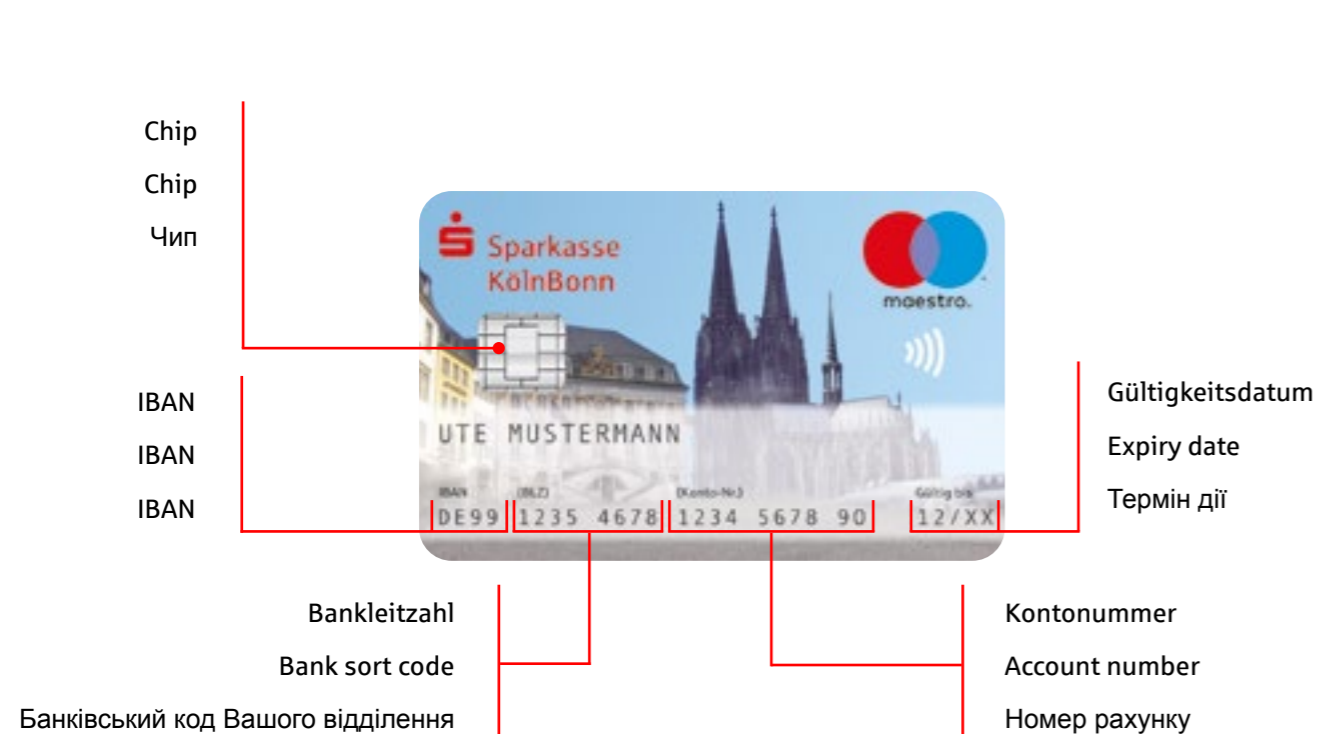 Chip
Chip
Чип
Sparkasse
KölnBonn
maestro.
IBAN
IBAN
IBAN
UTE MUSTERMANN
IBAN (BLZ) (Konto-Nr.) Gültig bis
DE99 1235 4678 1234 5678 90 12/XX
Gültigkeitsdatum
Expiry date
Термін дії
Bankleitzahl
Bank sort code
Банківський код Вашого відділення
Kontonummer
Account number
Номер рахунку